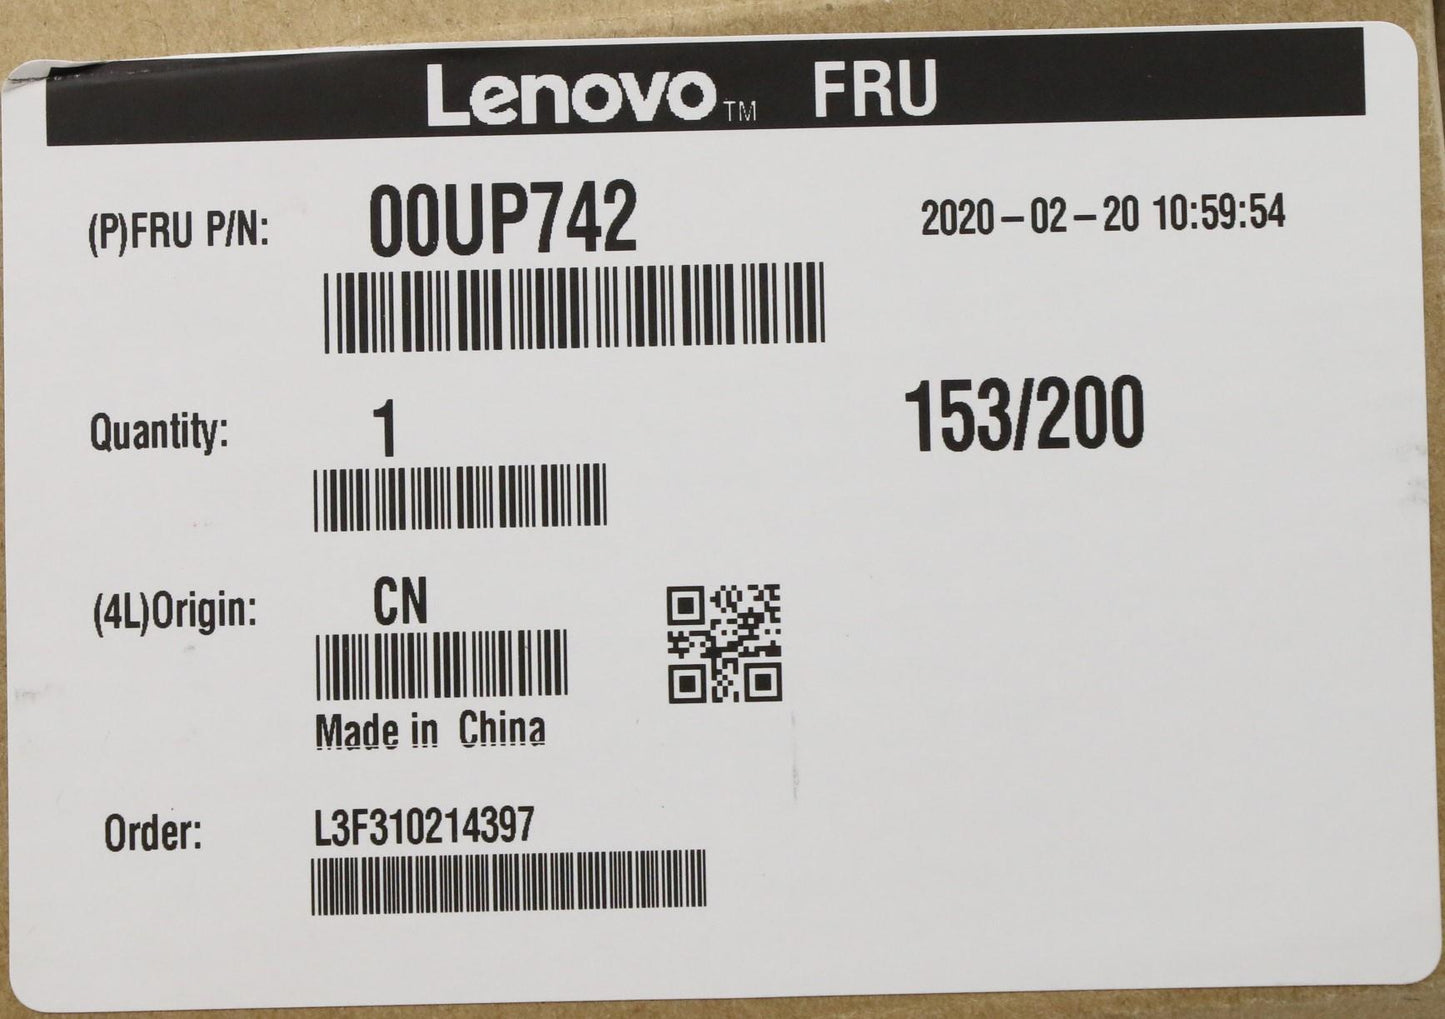 Lenovo™ FRU
(P)FRU P/N: 00UP742 2020-02-20 10:59:54
Quantity: 1 153/200
(4L)Origin: CN
Made in China
Order: L3F310214397